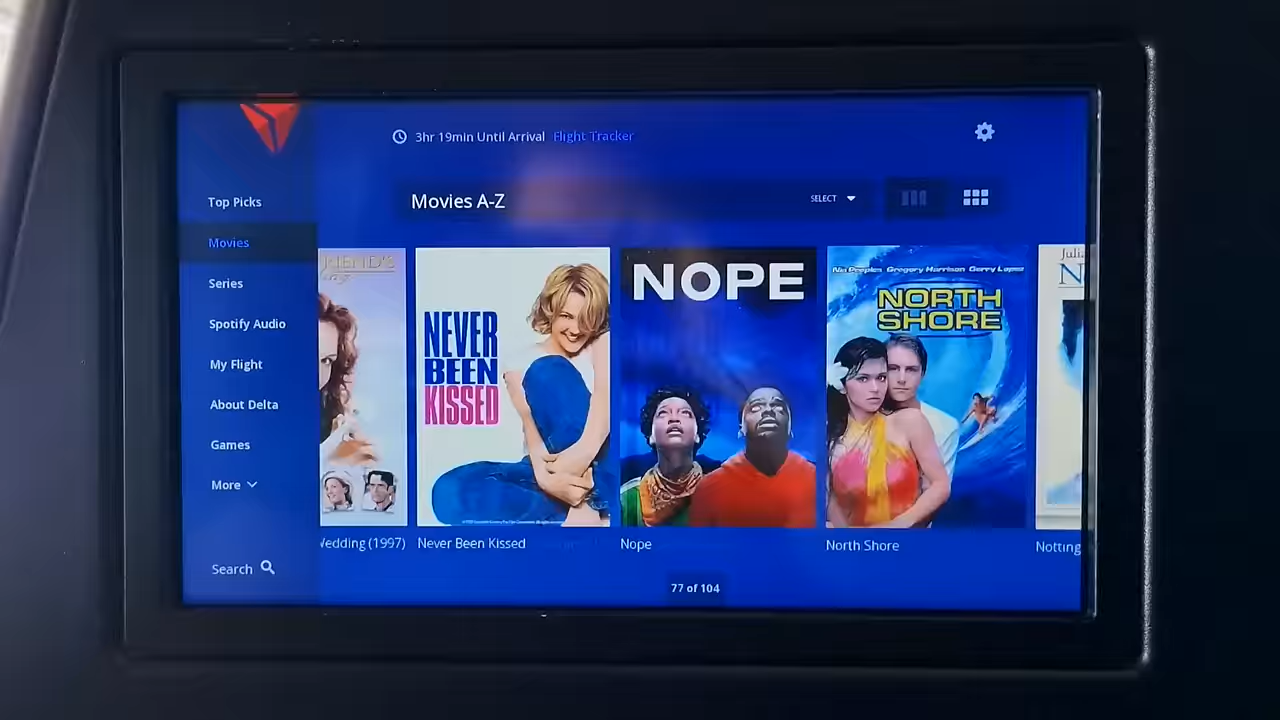 3hr 19min Until Arrival Flight Tracker
Top Picks
Movies
Series
Spotify Audio
My Flight
About Delta
Games
More
Search
Movies A-Z
SELECT
NEVER
BEEN
KISSED
NOPE
Nia Peeples Gregory Harrison Gerry Lopez
NORTH
SHORE
Wedding (1997)
Never Been Kissed
Nope
North Shore
Notting
77 of 104